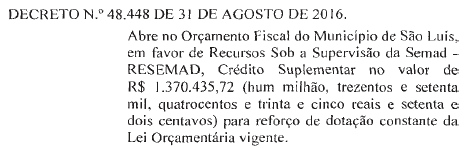 DECRETO N.º 48.448 DE 31 DE AGOSTO DE 2016.
Abre no Orçamento Fiscal do Município de São Luis,
em favor de Recursos Sob a Supervisão da Semad -
RESEMAD, Crédito Suplementar no valor de
R$ 1.370.435,72 (hum milhão, trezentos e setenta
mil, quatrocentos e trinta e cinco reais e setenta e
dois centavos) para reforço de dotação constante da
Lei Orçamentária vigente.